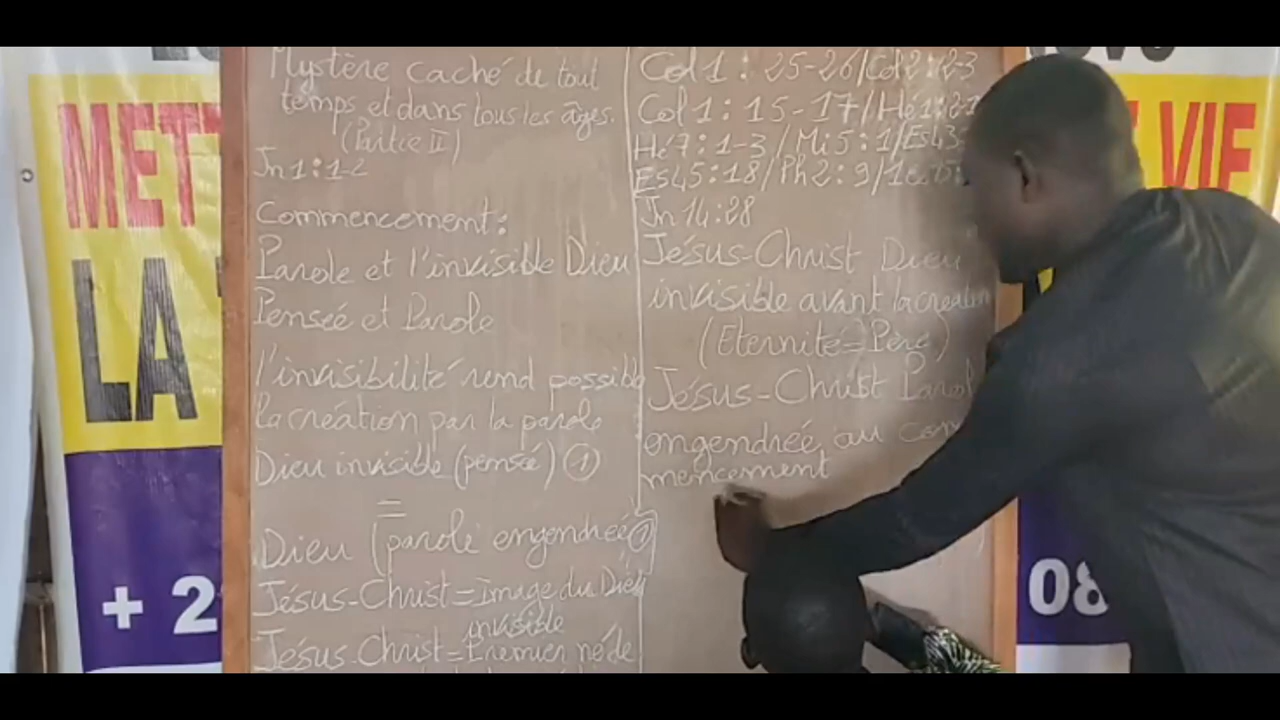 Mystère caché de tout
temps et dans tous les âges.
(Partie II)
Jn 1:1-2
Commencement:
Parole et l'invisible Dieu
Pensée et Parole
l'invisibilité rend possible
la création par la parole
Dieu invisible (pensée) ①
=
Dieu (parole engendrée ①
Jésus-Christ = Image du Dieu
invisible
Jésus-Christ = Premier né de
Col 1: 25-26/Col 2:2-3
Col 1: 15-17/Hé 1:
Hé 7: 1-3/Mi 5:1/Es 43:
Es 45:18/Ph 2:9/
Jn 14:28
Jésus-Christ Dieu
invisible avant la création
(Eternité = Père)
Jésus-Christ Parol
engendrée au com
mencement
METT
LA
+ 2
VIE
08